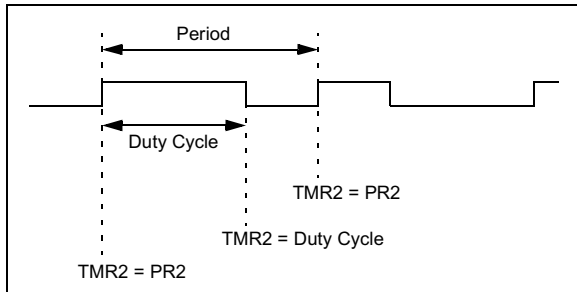 Period
Duty Cycle
TMR2 = PR2
TMR2 = Duty Cycle
TMR2 = PR2